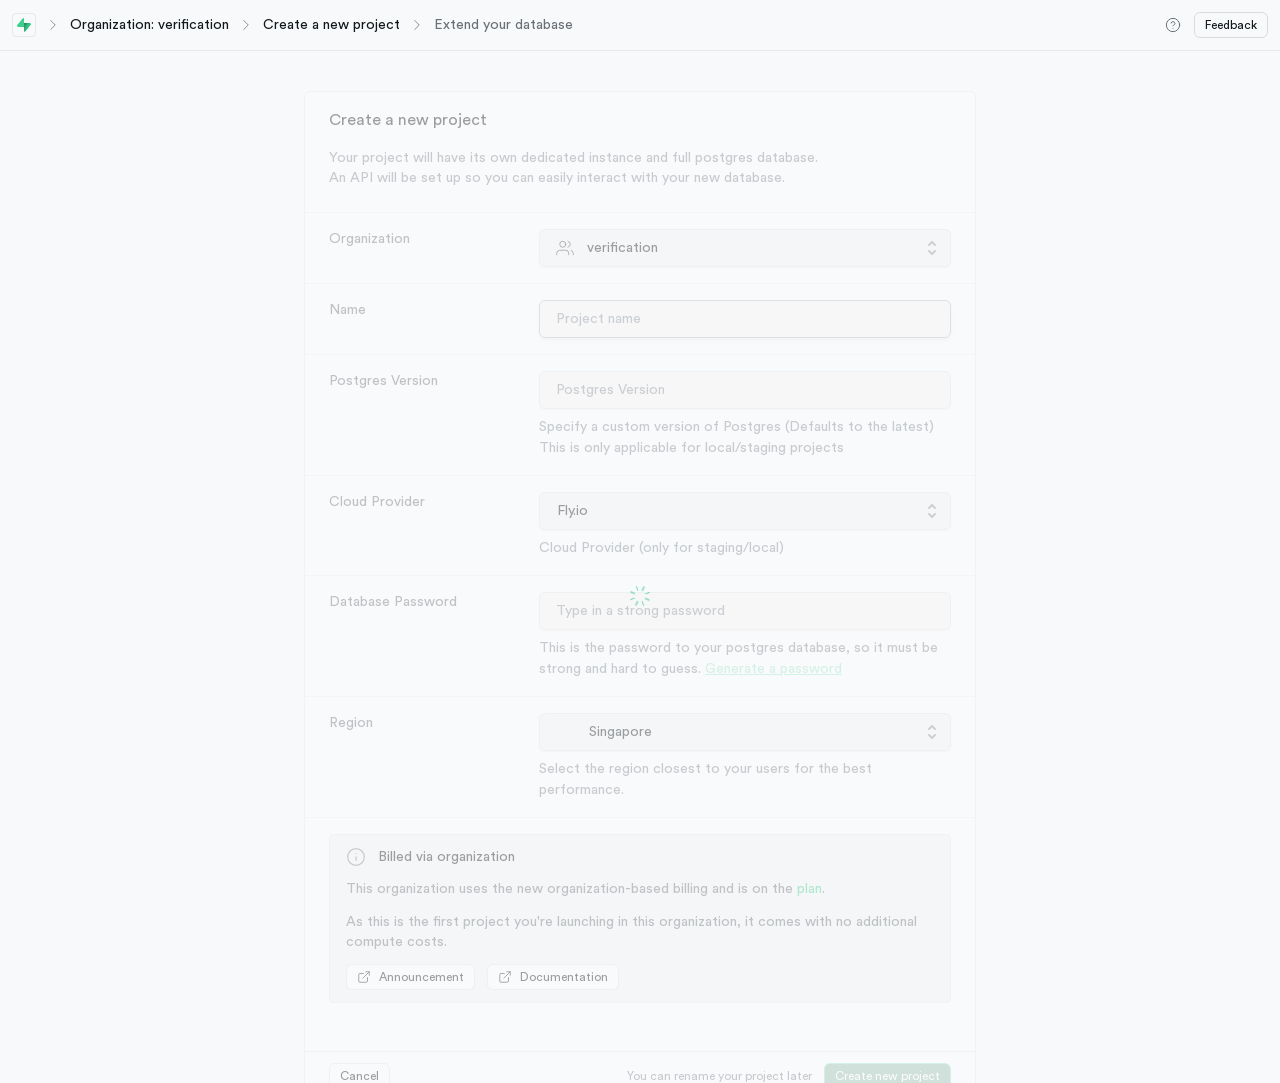 Organization: verification
Create a new project
Extend your database
Feedback
Create a new project
Your project will have its own dedicated instance and full postgres database.
An API will be set up so you can easily interact with your new database.
Organization
verification
Name
Project name
Postgres Version
Postgres Version
Specify a custom version of Postgres (Defaults to the latest)
This is only applicable for local/staging projects
Cloud Provider
Fly.io
Cloud Provider (only for staging/local)
Database Password
Type in a strong password
This is the password to your postgres database, so it must be
strong and hard to guess. Generate a password
Region
Singapore
Select the region closest to your users for the best
performance.
Billed via organization
This organization uses the new organization-based billing and is on the plan.
As this is the first project you're launching in this organization, it comes with no additional
compute costs.
Announcement
Documentation
Cancel
You can rename your project later
Create new project